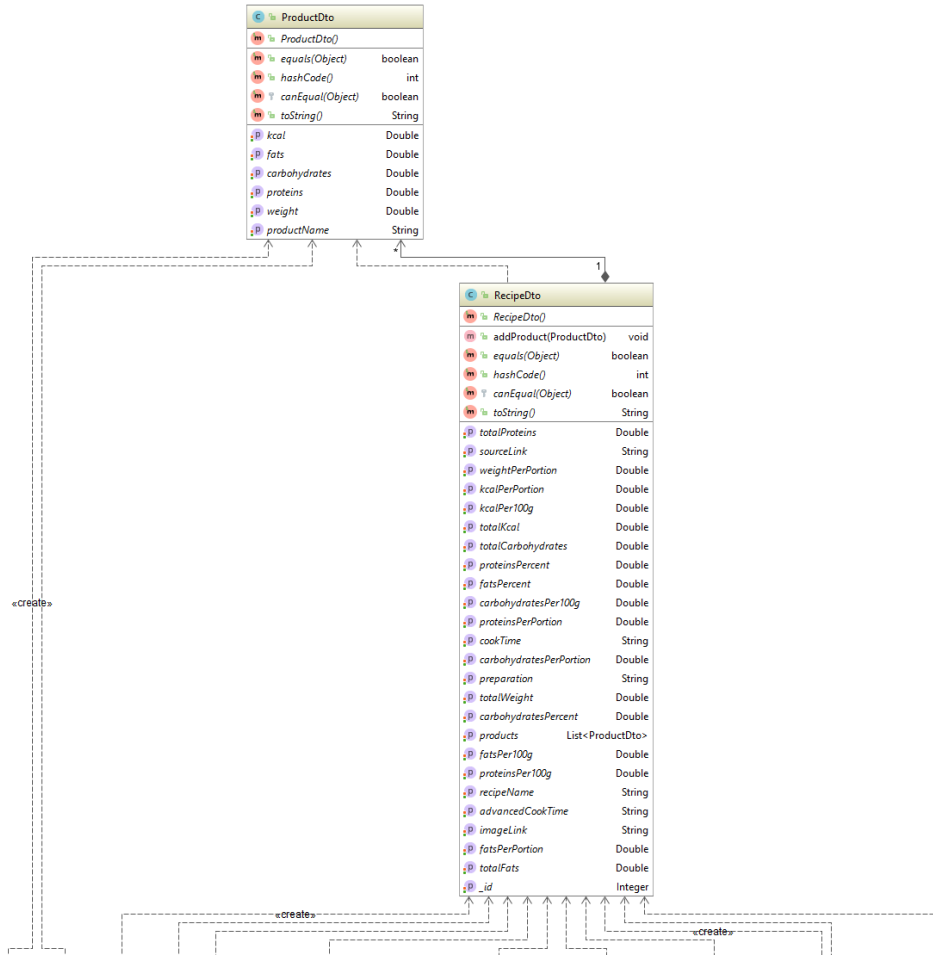 ProductDto
ProductDto()
equals(Object) boolean
hashCode() int
canEqual(Object) boolean
toString() String
kcal Double
fats Double
carbohydrates Double
proteins Double
weight Double
productName String
*
1
RecipeDto
RecipeDto()
addProduct(ProductDto) void
equals(Object) boolean
hashCode() int
canEqual(Object) boolean
toString() String
totalProteins Double
sourceLink String
weightPerPortion Double
kcalPerPortion Double
kcalPer100g Double
totalKcal Double
totalCarbohydrates Double
proteinsPercent Double
fatsPercent Double
carbohydratesPer100g Double
proteinsPerPortion Double
cookTime String
carbohydratesPerPortion Double
preparation String
totalWeight Double
carbohydratesPercent Double
products List<ProductDto>
fatsPer100g Double
proteinsPer100g Double
recipeName String
advancedCookTime String
imageLink String
fatsPerPortion Double
totalFats Double
_id Integer
«create»
«create»
«create»